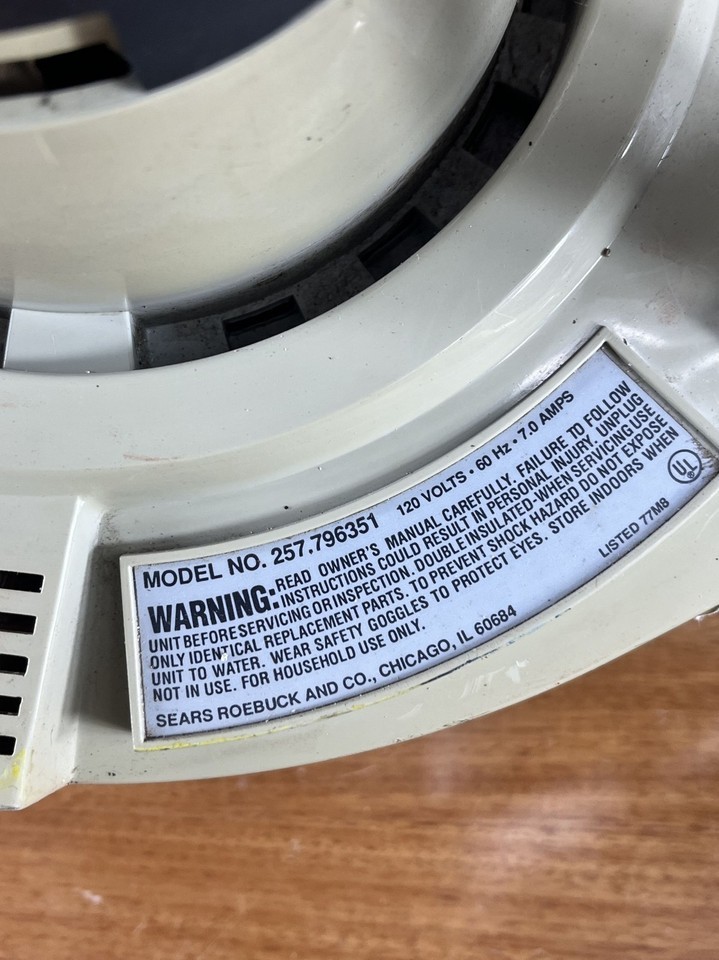 MODEL NO. 257.796351 120 VOLTS • 60 Hz • 7.0 AMPS
WARNING: READ OWNER'S MANUAL CAREFULLY. FAILURE TO FOLLOW
INSTRUCTIONS COULD RESULT IN PERSONAL INJURY. UNPLUG
UNIT BEFORE SERVICING OR INSPECTION. DOUBLE INSULATED-WHEN SERVICING USE
ONLY IDENTICAL REPLACEMENT PARTS. TO PREVENT SHOCK HAZARD DO NOT EXPOSE
UNIT TO WATER. WEAR SAFETY GOGGLES TO PROTECT EYES. STORE INDOORS WHEN
NOT IN USE. FOR HOUSEHOLD USE ONLY.
SEARS ROEBUCK AND CO., CHICAGO, IL 60684
UL
LISTED 77M8